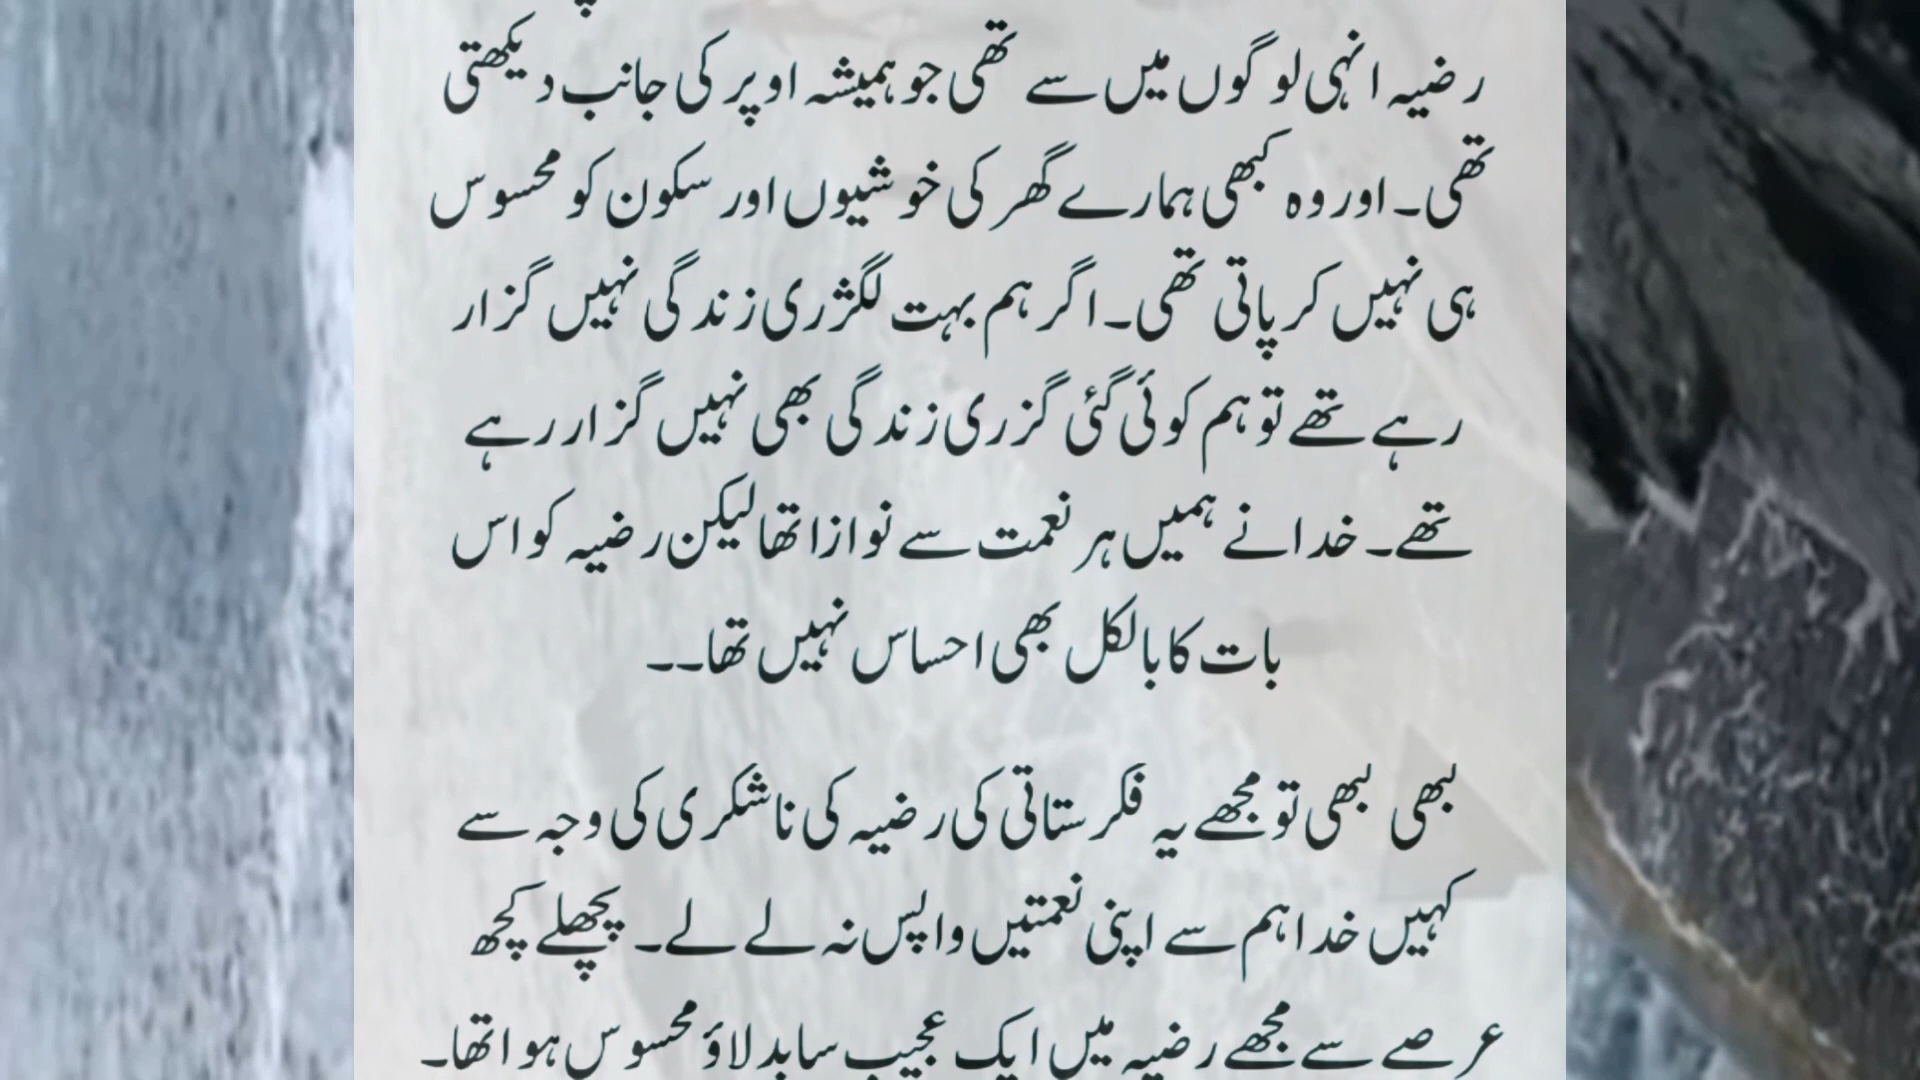 رضیہ انہی لوگوں میں سے تھی جو ہمیشہ اوپر کی جانب دیکھتی
تھی۔ اور وہ کبھی ہمارے گھر کی خوشیوں اور سکون کو محسوس
ہی نہیں کر پاتی تھی۔ اگر ہم بہت لگژری زندگی نہیں گزار
رہے تھے تو ہم کوئی گئی گزری زندگی بھی نہیں گزار رہے
تھے۔ خدا نے ہمیں ہر نعمت سے نوازا تھا لیکن رضیہ کو اس
بات کا بالکل بھی احساس نہیں تھا۔۔
لبھی لبھی تو مجھے یہ فکر ستاتی کی رضیہ کی ناشکری کی وجہ سے
کہیں خدا ہم سے اپنی نعمتیں واپس نہ لے لے۔ پچھلے کچھ
عرصے سے مجھے رضیہ میں ایک عجیب سا بدلاؤ محسوس ہوا تھا۔